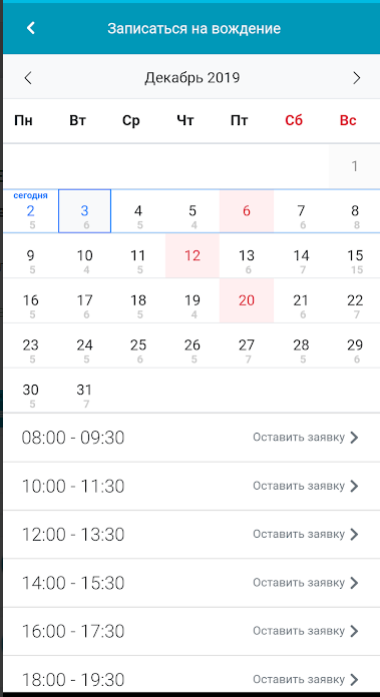 Записаться на вождение
Декабрь 2019
Пн Вт Ср Чт Пт Сб Вс
1
сегодня
2 3 4 5 6 7 8
5 6 5 4 6 8
9 10 11 12 13 14 15
5 4 5 6 7 15
16 17 18 19 20 21 22
5 6 5 4 6 7
23 24 25 26 27 28 29
5 5 6 5 7 5 6
30 31
5 7
08:00 - 09:30 Оставить заявку
10:00 - 11:30 Оставить заявку
12:00 - 13:30 Оставить заявку
14:00 - 15:30 Оставить заявку
16:00 - 17:30 Оставить заявку
18:00 - 19:30 Оставить заявку